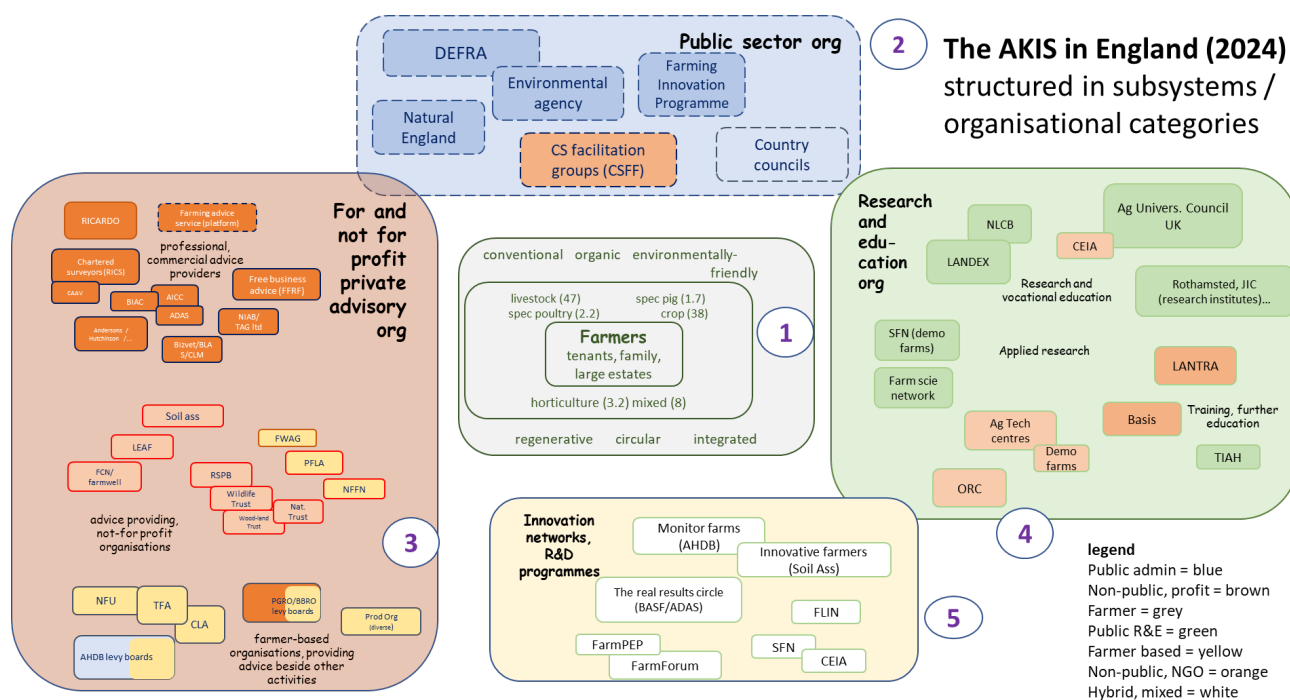 The AKIS in England (2024)
structured in subsystems /
organisational categories
2
Public sector org
DEFRA
Environmental
agency
Farming
Innovation
Programme
Natural
England
CS facilitation
groups (CSFF)
Country
councils
For and
not for
profit
private
advisory
org
RICARDO
Farming advice
service (platform)
professional,
commercial advice
providers
Chartered
surveyors (RICS)
CAAV
BIAC
AICC
ADAS
Free business
advice (FFRF)
NIAB/
TAG ltd
Andersons /
Hutchinson /...
Bizvet/BLA
S/CLM
Soil ass
LEAF
FCN/
farmwell
FWAG
PFLA
RSPB
NFFN
Wildlife
Trust
Nat.
Trust
Wood-land
Trust
advice providing,
not-for profit
organisations
3
NFU
TFA
CLA
PGRO/BBRO
levy boards
Prod Org
(diverse)
AHDB levy boards
farmer-based
organisations, providing
advice beside other
activities
conventional organic environmentally-
friendly
livestock (47) spec pig (1.7)
spec poultry (2.2) crop (38)
Farmers
tenants, family,
large estates
horticulture (3.2) mixed (8)
regenerative circular integrated
1
Research
and
edu-
cation
org
NLCB
LANDEX
CEIA
Ag Univers. Council
UK
Research and
vocational education
Rothamsted, JIC
(research institutes)...
SFN (demo
farms)
Applied research
Farm scie
network
LANTRA
Ag Tech
centres
Basis
Training, further
education
Demo
farms
TIAH
ORC
4
Innovation
networks,
R&D
programmes
Monitor farms
(AHDB)
Innovative farmers
(Soil Ass)
The real results circle
(BASF/ADAS)
FLIN
FarmPEP
FarmForum
SFN
CEIA
5
legend
Public admin = blue
Non-public, profit = brown
Farmer = grey
Public R&E = green
Farmer based = yellow
Non-public, NGO = orange
Hybrid, mixed = white